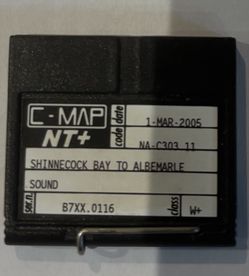 C-MAP
NT+
date
1-MAR-2005
code
NA-C303 11
SHINNECOCK BAY TO ALBEMARLE
SOUND
ser.n.
B7XX.0116
class
W+